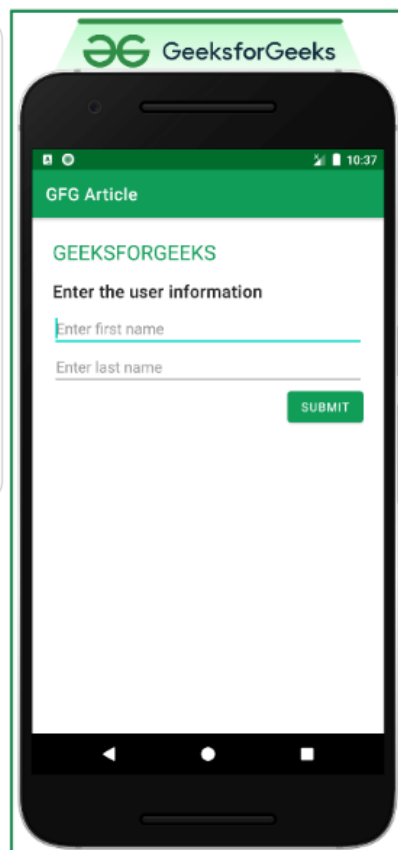 GeeksforGeeks
10:37
GFG Article
GEEKSFORGEEKS
Enter the user information
Enter first name
Enter last name
SUBMIT